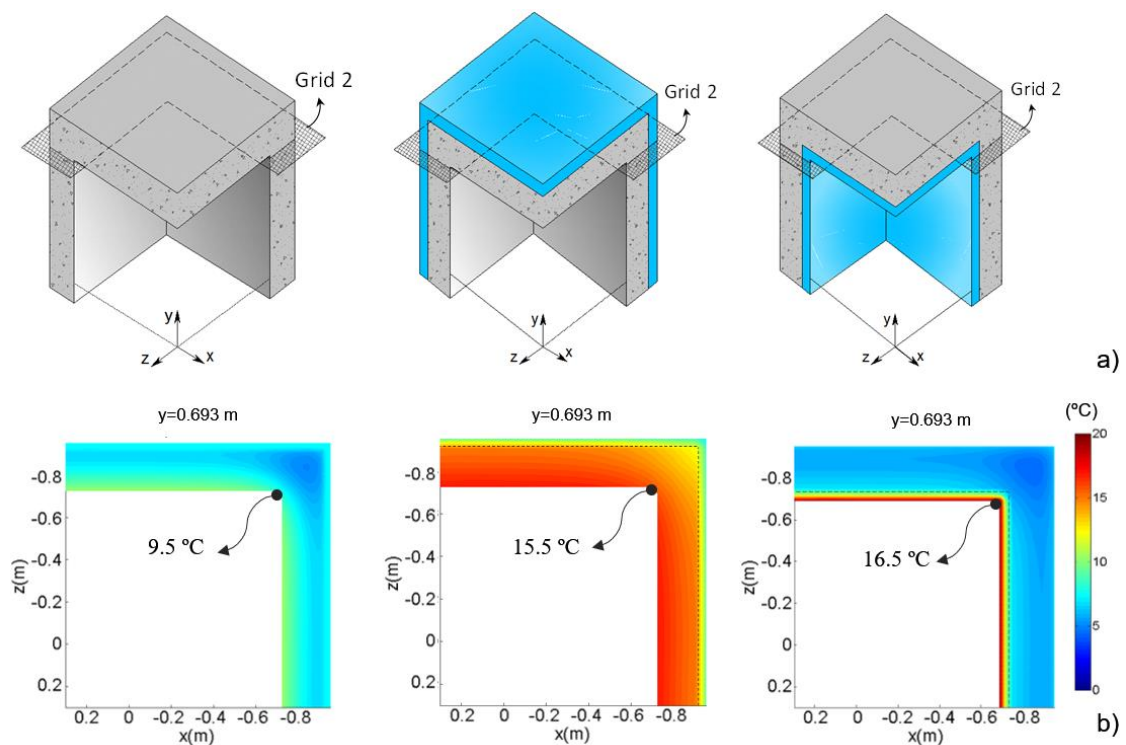 Grid 2
Grid 2
Grid 2
y
z
x
y
z
x
y
z
x
a)
y=0.693 m
y=0.693 m
y=0.693 m
(ºC)
-0.8
-0.6
-0.4
-0.2
0
0.2
z(m)
9.5 ºC
0.2 0 -0.2 -0.4 -0.6 -0.8
x(m)
-0.8
-0.6
-0.4
-0.2
0
0.2
z(m)
15.5 ºC
0.2 0 -0.2 -0.4 -0.6 -0.8
x(m)
-0.8
-0.6
-0.4
-0.2
0
0.2
z(m)
16.5 ºC
0.2 0 -0.2 -0.4 -0.6 -0.8
x(m)
20
15
10
5
0
b)